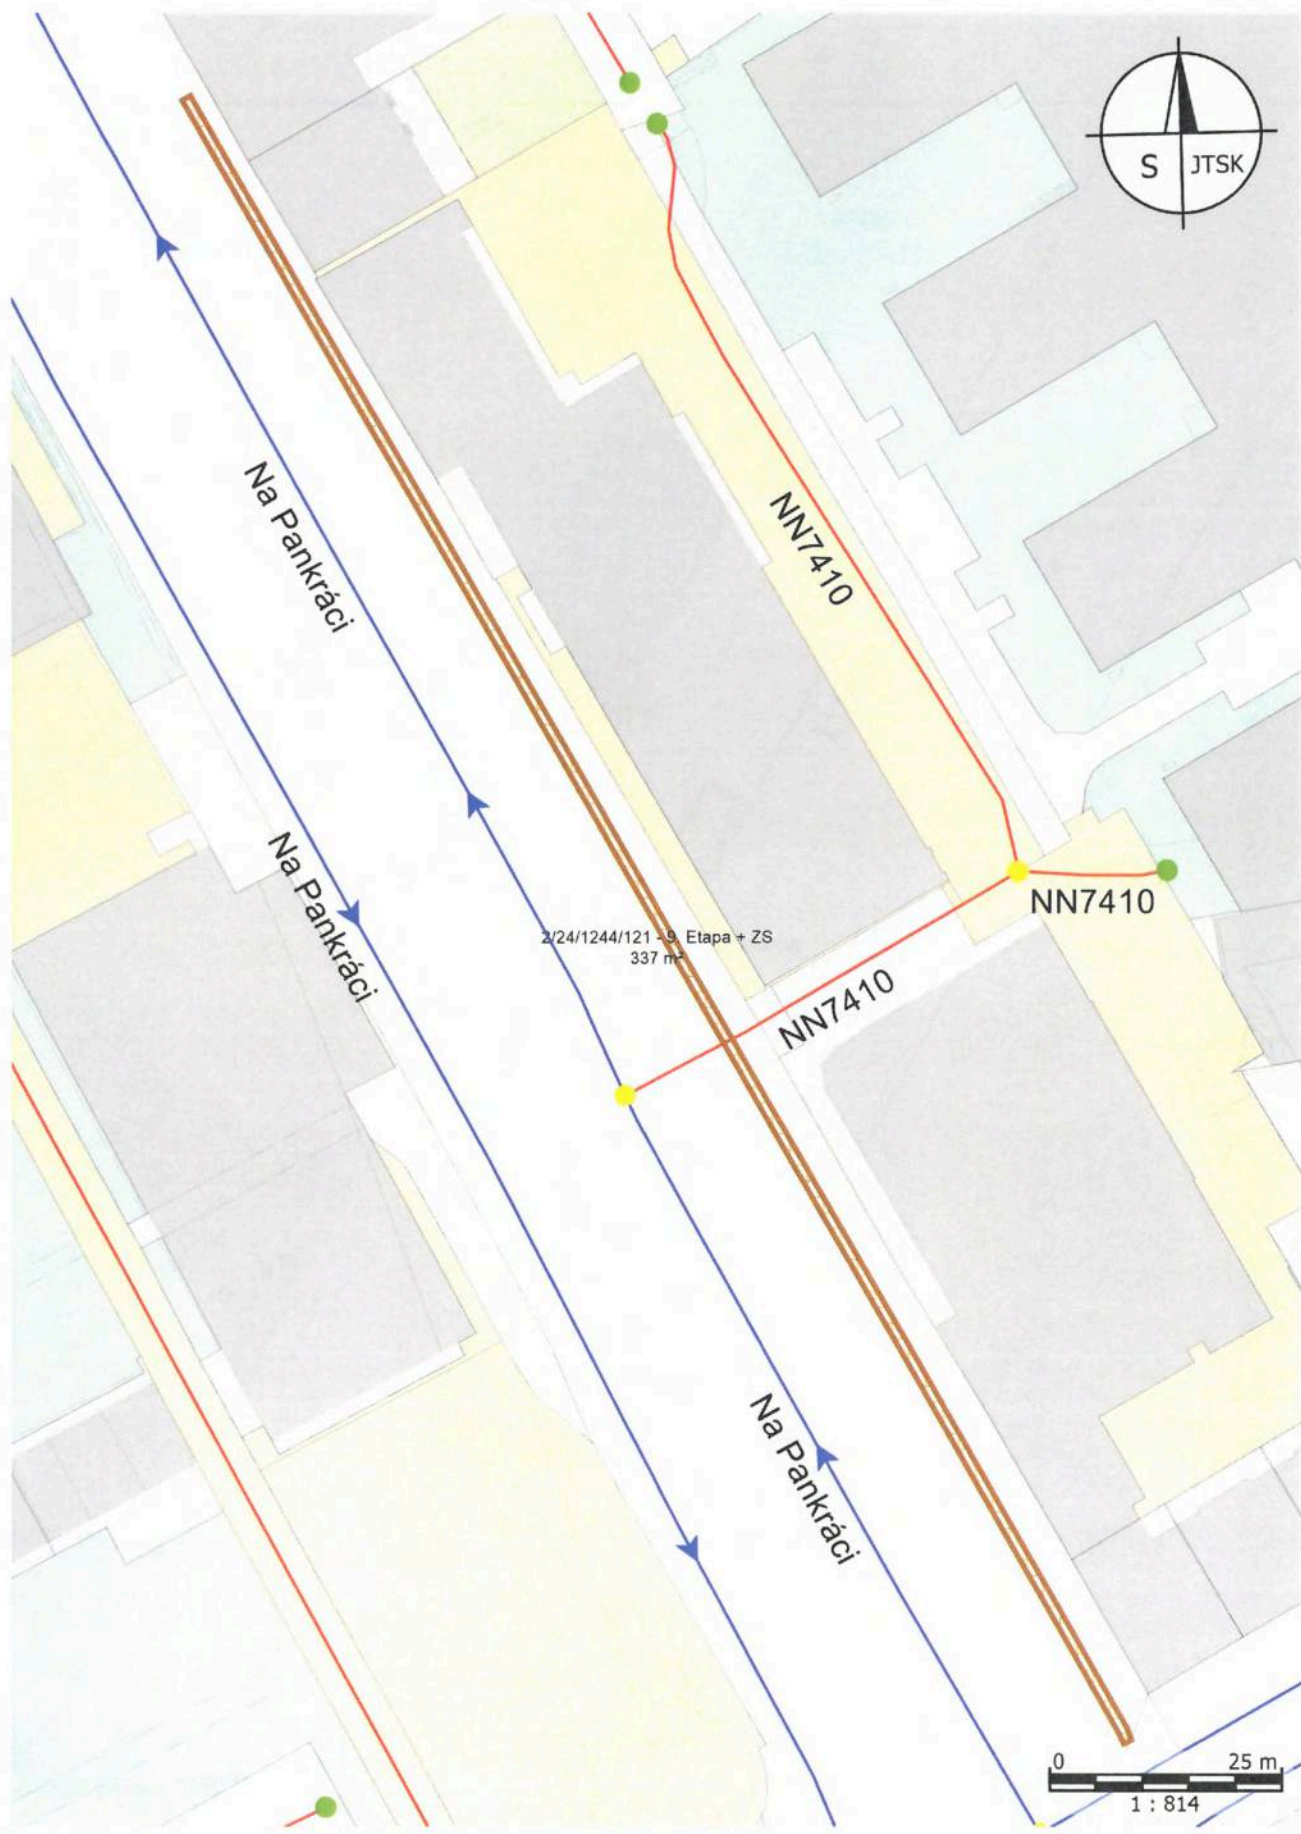 S JTSK
Na Pankráci
NN7410
Na Pankráci
NN7410
2/24/1244/121 - 9. Etapa + ZS
337 m²
NN7410
Na Pankráci
0 25 m
1 : 814